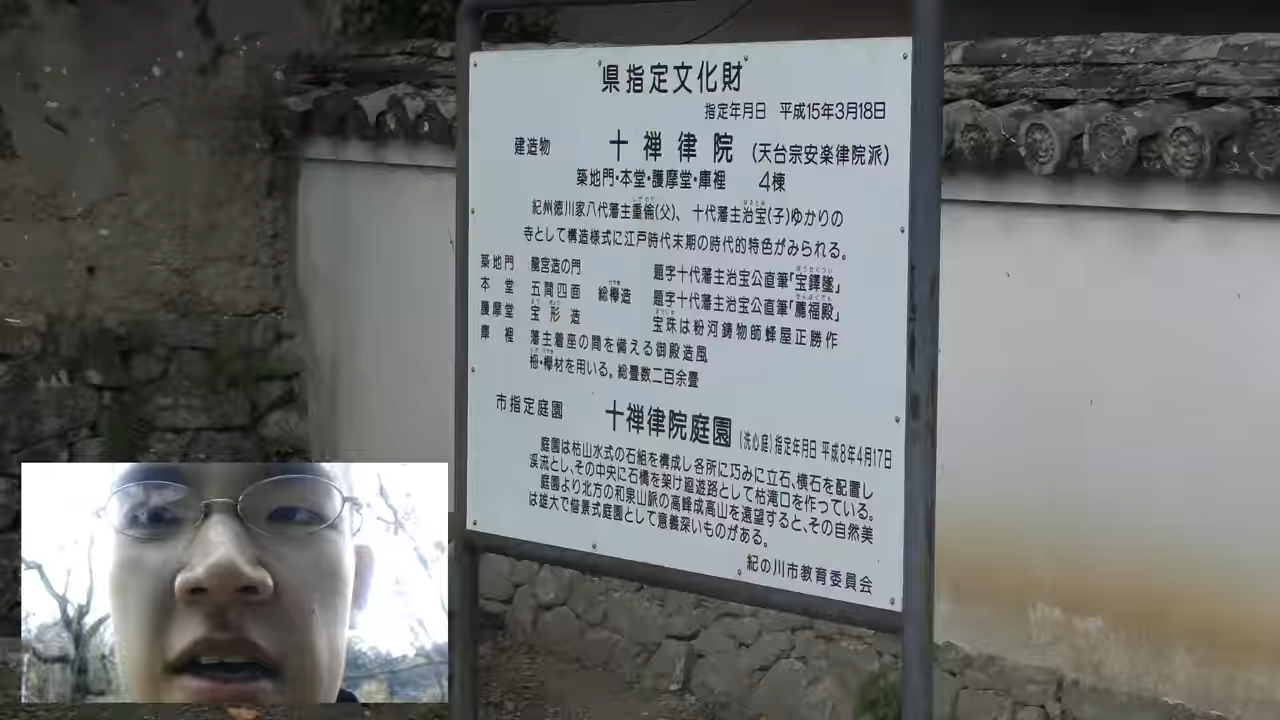 県指定文化財
指定年月日 平成15年3月18日
建造物 十禅律院 (天台宗安楽律院派)
築地門・本堂・護摩堂・庫裡 4棟
紀州徳川家八代藩主重倫(父)、十代藩主治宝(子)ゆかりの
寺として構造様式に江戸時代末期の時代的特色がみられる。
築地門 龍宮造の門 題字十代藩主治宝公直筆「宝鐸墜」
本堂 五間四面 総欅造 題字十代藩主治宝公直筆「薦福殿」
護摩堂 宝形造 宝珠は粉河鋳物師蜂屋正勝作
庫裡 藩主着座の間を備える御殿造風
栂・欅材を用いる。総畳数二百余畳
市指定庭園 十禅律院庭園 (洗心庭) 指定年月日 平成8年4月17日
庭園は枯山水式の石組を構成し各所に巧みに立石、横石を配置し
渓流とし、その中央に石橋を架け廻遊路として枯滝口を作っている。
庭園より北方の和泉山脈の高峰成高山を遠望すると、その自然美
は雄大で借景式庭園として意義深いものがある。
紀の川市教育委員会